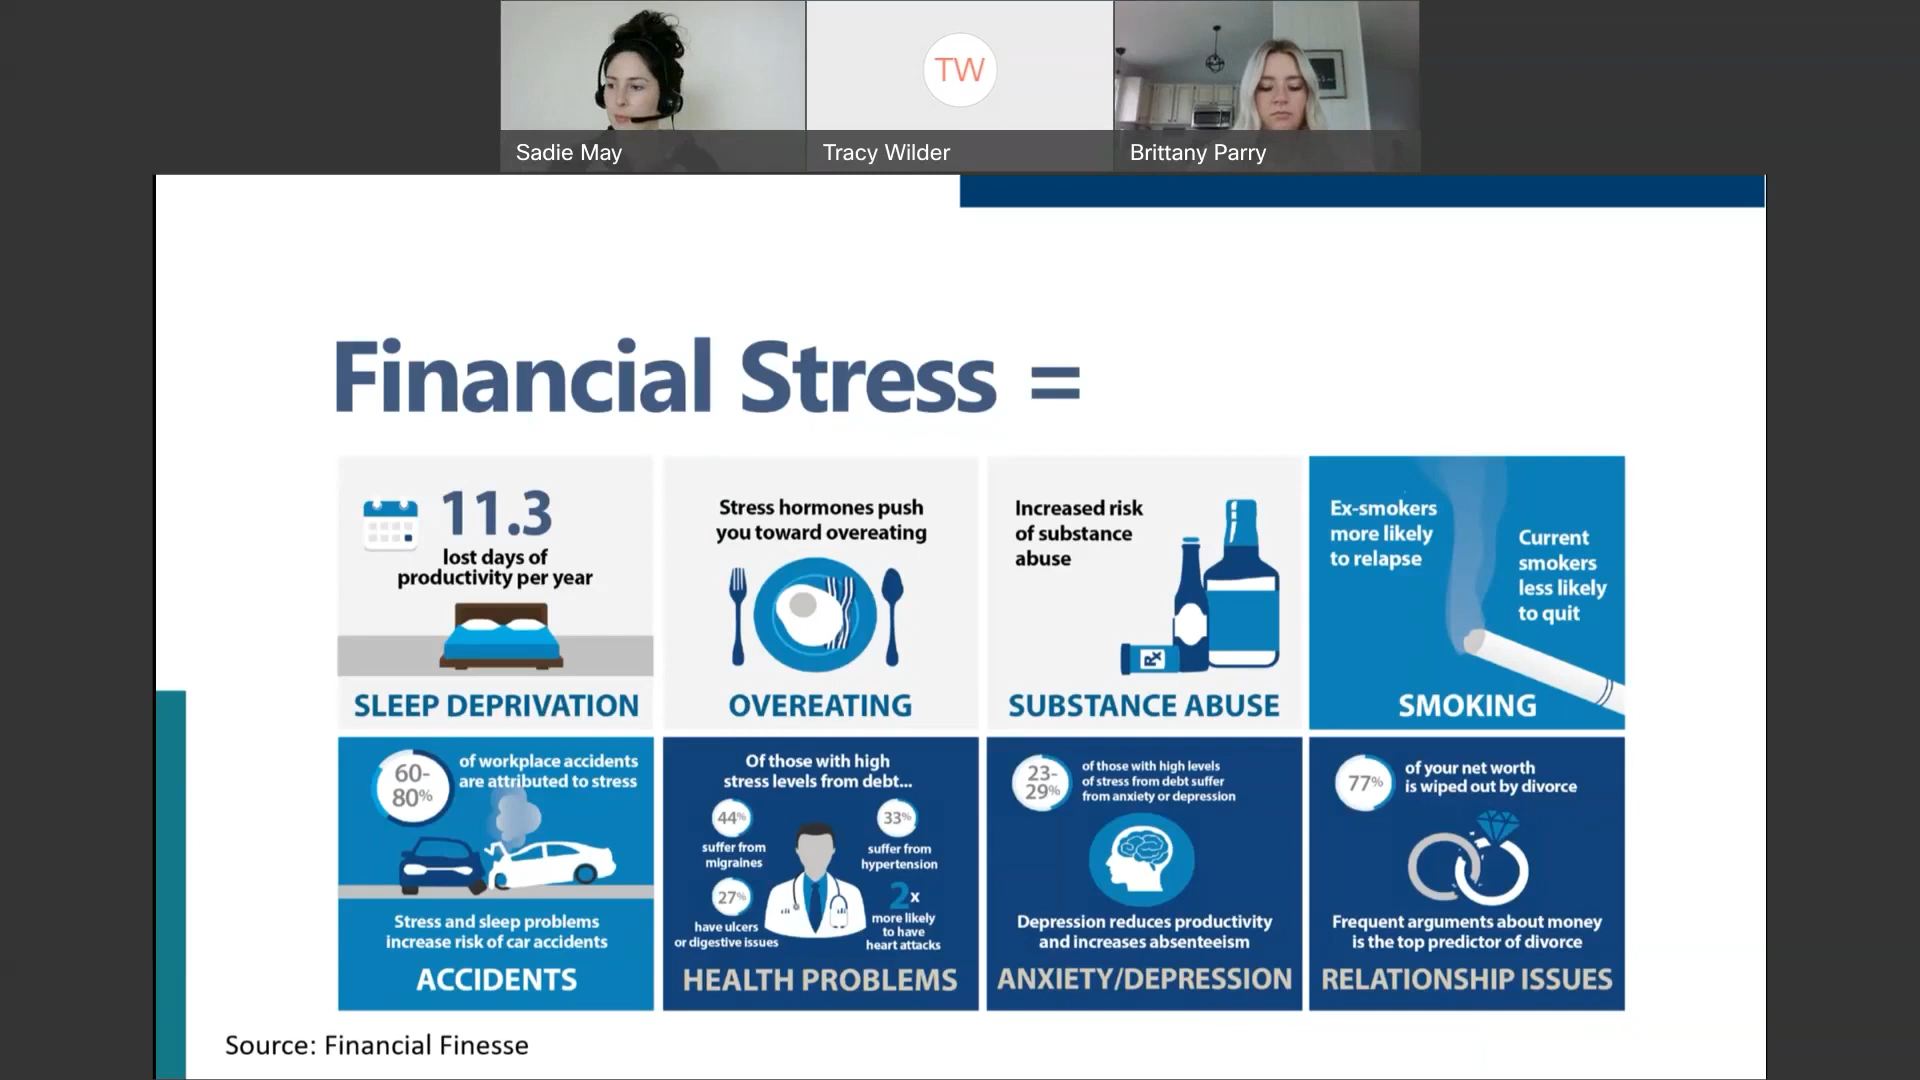 Sadie May
TW
Tracy Wilder
Brittany Parry
Financial Stress =
11.3
lost days of
productivity per year
SLEEP DEPRIVATION
Stress hormones push
you toward overeating
OVEREATING
Increased risk
of substance
abuse
Rx
SUBSTANCE ABUSE
Ex-smokers
more likely
to relapse
Current
smokers
less likely
to quit
SMOKING
60-
80%
of workplace accidents
are attributed to stress
Stress and sleep problems
increase risk of car accidents
ACCIDENTS
Of those with high
stress levels from debt...
44%
suffer from
migraines
33%
suffer from
hypertension
27%
have ulcers
or digestive issues
2x
more likely
to have
heart attacks
HEALTH PROBLEMS
23-
29%
of those with high levels
of stress from debt suffer
from anxiety or depression
Depression reduces productivity
and increases absenteeism
ANXIETY/DEPRESSION
77%
of your net worth
is wiped out by divorce
Frequent arguments about money
is the top predictor of divorce
RELATIONSHIP ISSUES
Source: Financial Finesse